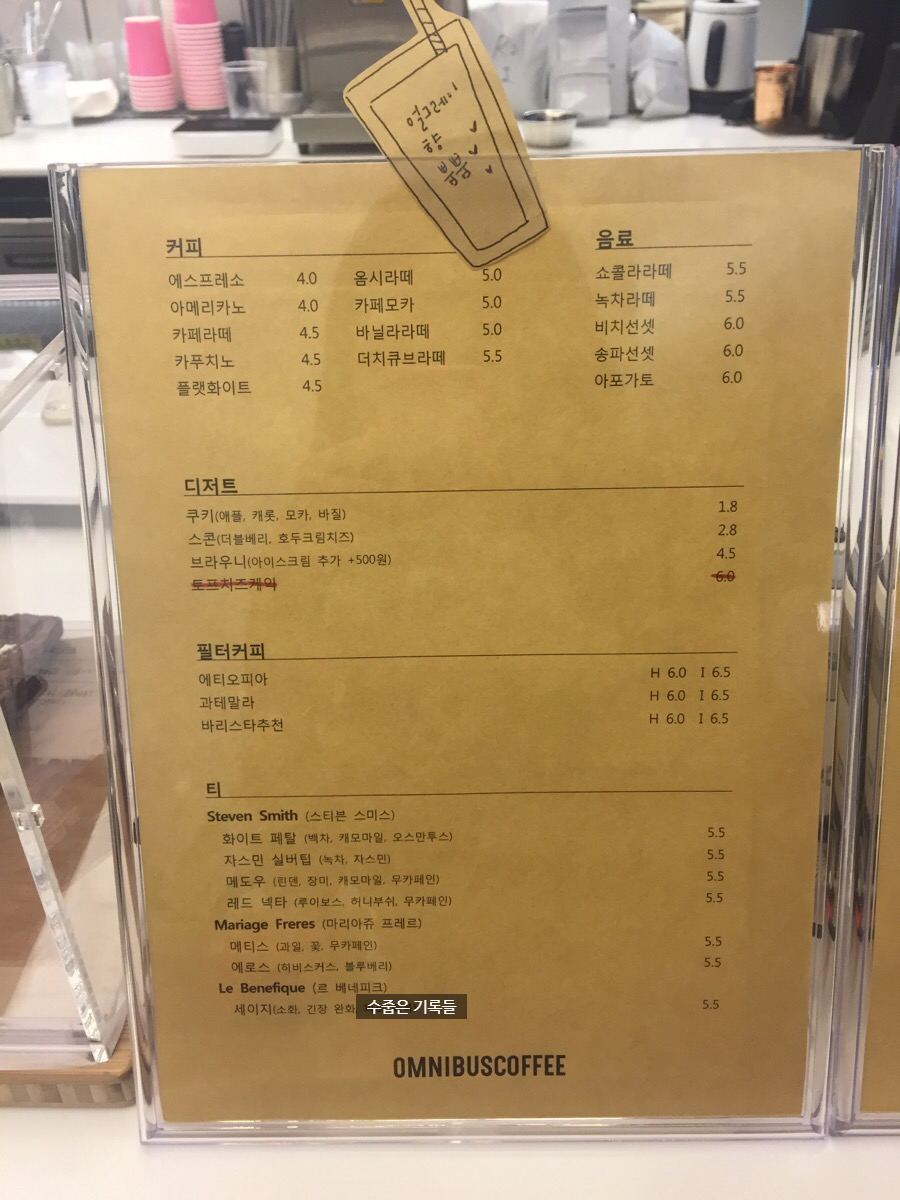 얼그레이
향
뿜뿜
커피
에스프레소 4.0 옴시라떼 5.0
아메리카노 4.0 카페모카 5.0
카페라떼 4.5 바닐라라떼 5.0
카푸치노 4.5 더치큐브라떼 5.5
플랫화이트 4.5
음료
쇼콜라라떼 5.5
녹차라떼 5.5
비치선셋 6.0
송파선셋 6.0
아포가토 6.0
디저트
쿠키(애플, 캐롯, 모카, 바질) 1.8
스콘(더블베리, 호두크림치즈) 2.8
브라우니(아이스크림 추가 +500원) 4.5
토프치즈케익 6.0
필터커피
에티오피아 H 6.0 I 6.5
과테말라 H 6.0 I 6.5
바리스타추천 H 6.0 I 6.5
티
Steven Smith (스티븐 스미스)
화이트 페탈 (백차, 캐모마일, 오스만투스) 5.5
자스민 실버팁 (녹차, 자스민) 5.5
메도우 (린덴, 장미, 캐모마일, 무카페인) 5.5
레드 넥타 (루이보스, 허니부쉬, 무카페인) 5.5
Mariage Freres (마리아쥬 프레르)
메티스 (과일, 꽃, 무카페인) 5.5
에로스 (히비스커스, 블루베리) 5.5
Le Benefique (르 베네피크)
세이지(소화, 긴장 완화, 5.5
수줍은 기록들
OMNIBUSCOFFEE